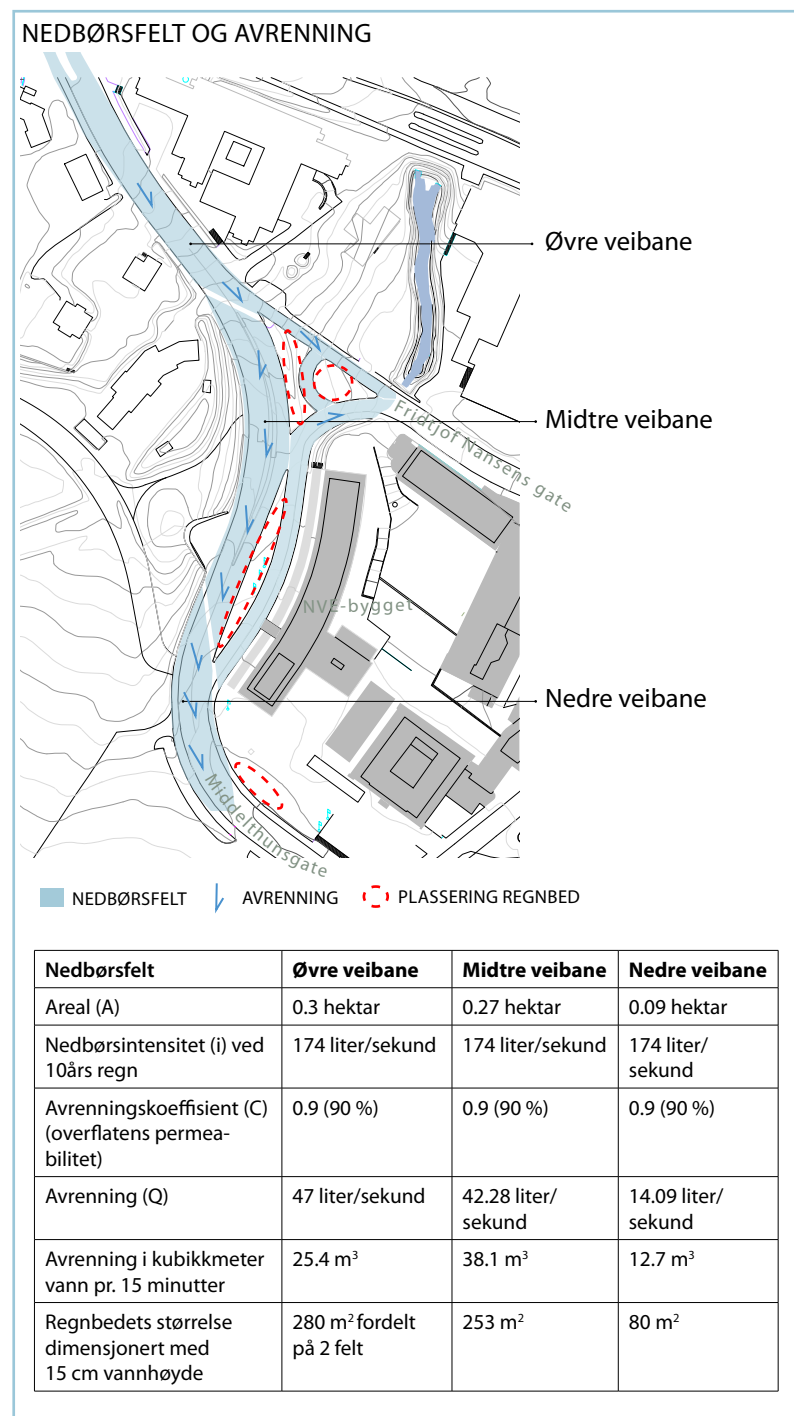 NEDBØRSFELT OG AVRENNING
Øvre veibane
Midtre veibane
Fridtjof Nansens gate
NVE-bygget
Nedre veibane
Middelthunsgate
NEDBØRSFELT
AVRENNING
PLASSERING REGNBED
Nedbørsfelt Øvre veibane Midtre veibane Nedre veibane
Areal (A) 0.3 hektar 0.27 hektar 0.09 hektar
Nedbørsintensitet (i) ved 174 liter/sekund 174 liter/sekund 174 liter/
10års regn sekund
Avrenningskoeffisient (C) 0.9 (90 %) 0.9 (90 %) 0.9 (90 %)
(overflatens permea-
bilitet)
Avrenning (Q) 47 liter/sekund 42.28 liter/ 14.09 liter/
sekund sekund
Avrenning i kubikkmeter 25.4 m³ 38.1 m³ 12.7 m³
vann pr. 15 minutter
Regnbedets størrelse 280 m² fordelt 253 m² 80 m²
dimensjonert med på 2 felt
15 cm vannhøyde